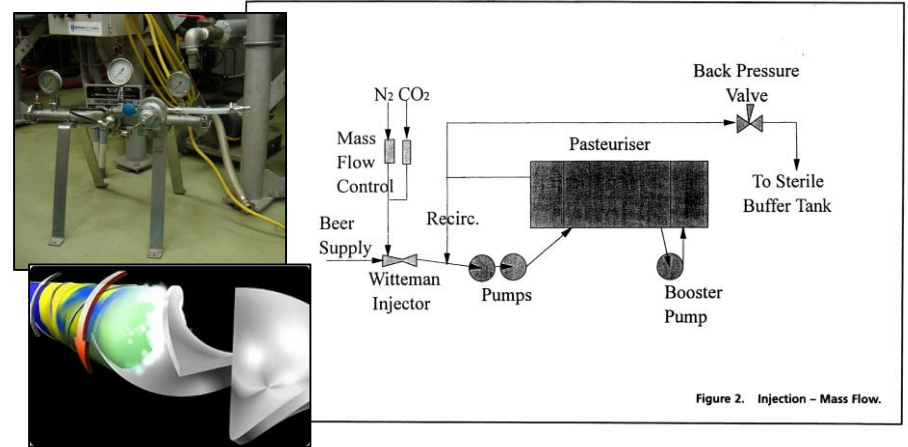 N₂ CO₂
Mass
Flow
Control
Beer
Supply
Witteman
Injector
Recirc.
Pumps
Pasteuriser
Booster
Pump
Back Pressure
Valve
To Sterile
Buffer Tank
Figure 2. Injection – Mass Flow.